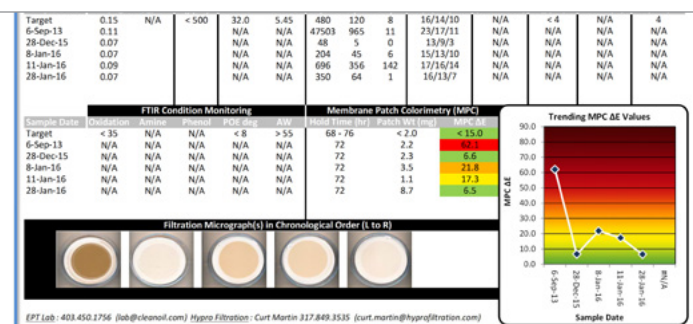 Target 0.15 N/A < 500 32.0 5.45 480 120 8 16/14/10 N/A < 4 N/A 4
6-Sep-13 0.11 N/A N/A 47503 965 11 23/17/11 N/A N/A N/A N/A
28-Dec-15 0.07 N/A N/A 48 5 0 13/9/3 N/A N/A N/A N/A
8-Jan-16 0.07 N/A N/A 204 45 6 15/13/10 N/A N/A N/A N/A
11-Jan-16 0.09 N/A N/A 696 356 142 17/16/14 N/A N/A N/A N/A
28-Jan-16 0.07 N/A N/A 350 64 1 16/13/7 N/A N/A N/A N/A
FTIR Condition Monitoring Membrane Patch Colorimetry (MPC)
Sample Date Oxidation Amine Phenol POE deg AW Hold Time (hr) Patch Wt (mg) MPC ΔE
Target < 35 N/A N/A < 8 > 55 68 - 76 < 2.0 < 15.0
6-Sep-13 N/A N/A N/A N/A N/A 72 2.2 62.1
28-Dec-15 N/A N/A N/A N/A N/A 72 2.3 6.6
8-Jan-16 N/A N/A N/A N/A N/A 72 3.5 21.8
11-Jan-16 N/A N/A N/A N/A N/A 72 1.1 17.3
28-Jan-16 N/A N/A N/A N/A N/A 72 8.7 6.5
Trending MPC ΔE Values
MPC ΔE
90.0
80.0
70.0
60.0
50.0
40.0
30.0
20.0
10.0
0.0
6-Sep-13
28-Dec-15
8-Jan-16
11-Jan-16
28-Jan-16
#N/A
Sample Date
Filtration Micrograph(s) in Chronological Order (L to R)
EPT Lab : 403.450.1756 (lab@cleanoil.com) Hypro Filtration : Curt Martin 317.849.3535 (curt.martin@hyprofiltration.com)